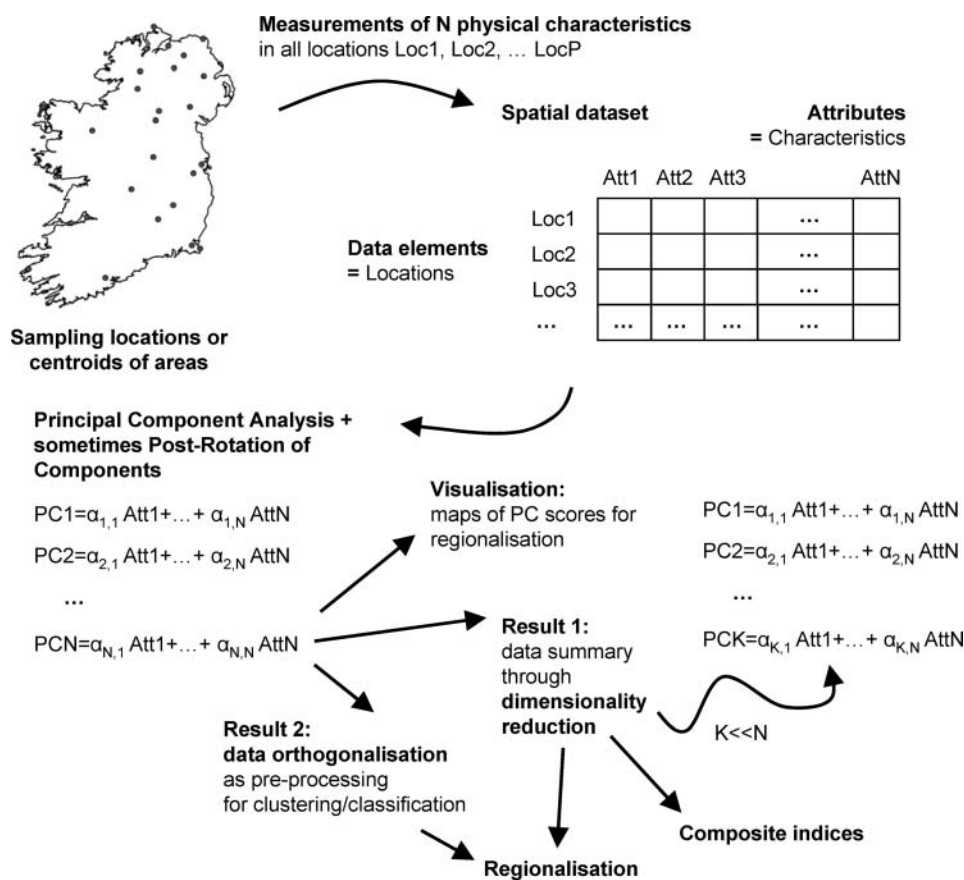 Measurements of N physical characteristics
in all locations Loc1, Loc2, … LocP
Spatial dataset
Attributes
= Characteristics
Att1 Att2 Att3 AttN
Loc1 ...
Data elements
= Locations
Loc2 ...
Loc3 ...
... ... ... ... ...
Sampling locations or
centroids of areas
Principal Component Analysis +
sometimes Post-Rotation of
Components
PC1=α1,1 Att1+…+ α1,N AttN
PC2=α2,1 Att1+…+ α2,N AttN
...
PCN=αN,1 Att1+…+ αN,N AttN
Visualisation:
maps of PC scores for
regionalisation
PC1=α1,1 Att1+…+ α1,N AttN
PC2=α2,1 Att1+…+ α2,N AttN
...
PCK=αK,1 Att1+…+ αK,N AttN
Result 1:
data summary
through
dimensionality
reduction
K<<N
Result 2:
data orthogonalisation
as pre-processing
for clustering/classification
Composite indices
Regionalisation